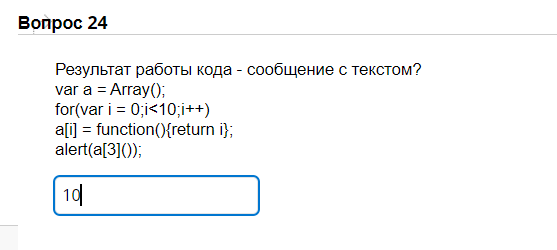 Вопрос 24
Результат работы кода - сообщение с текстом?
var a = Array();
for(var i = 0;i<10;i++)
a[i] = function(){return i};
alert(a[3]());
10